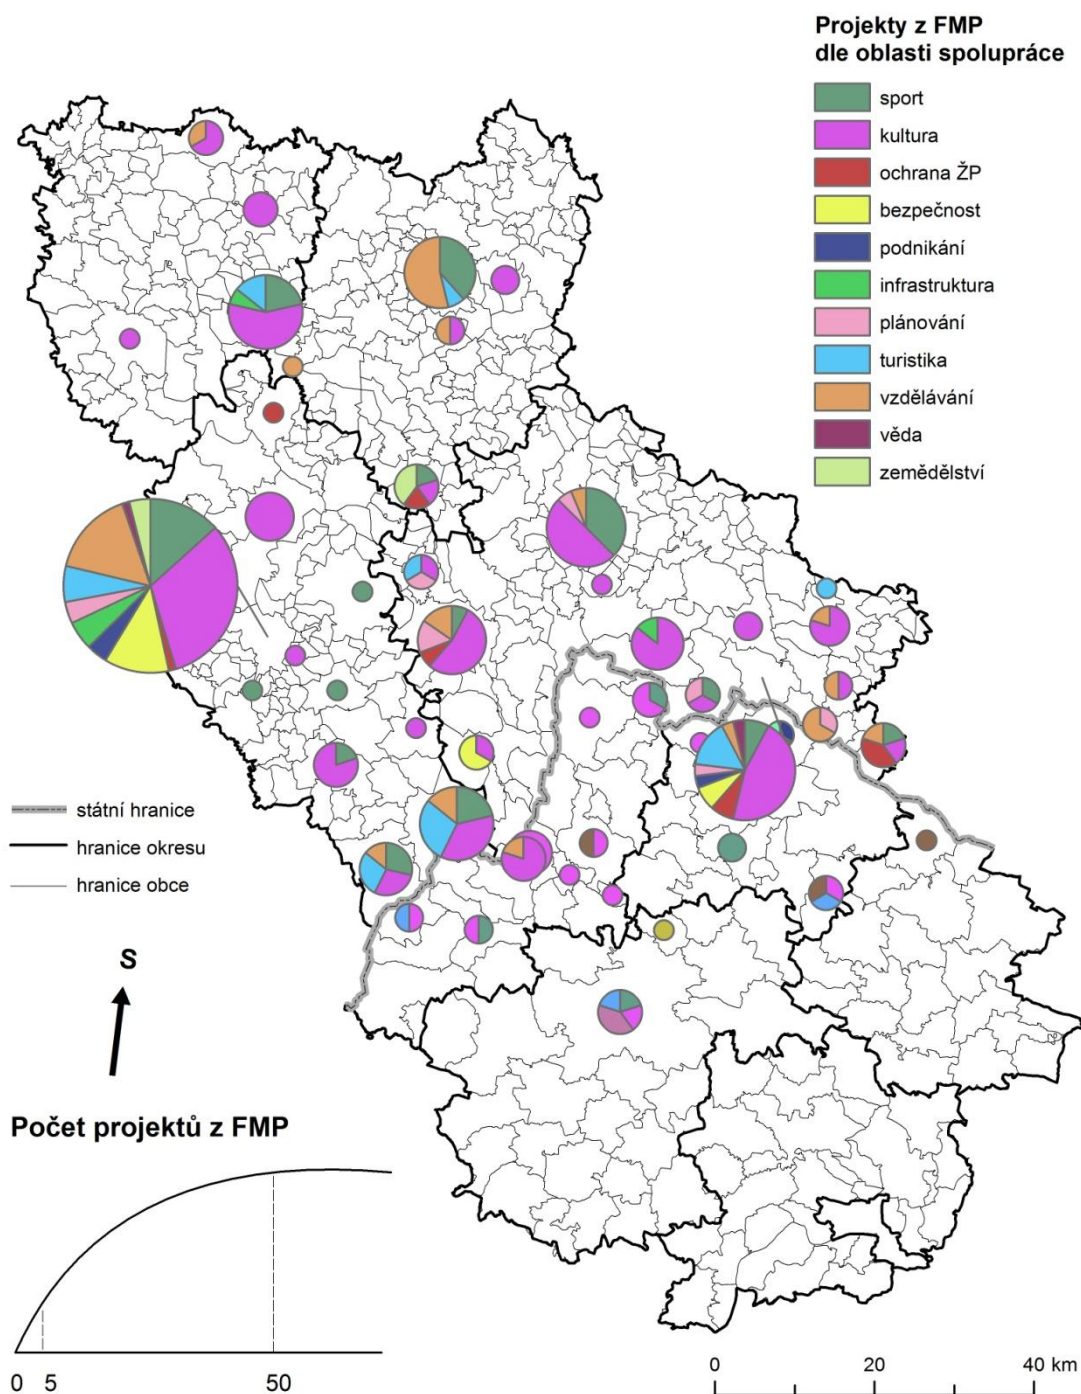 Projekty z FMP
dle oblasti spolupráce
sport
kultura
ochrana ŽP
bezpečnost
podnikání
infrastruktura
plánování
turistika
vzdělávání
věda
zemědělství
státní hranice
hranice okresu
hranice obce
S
Počet projektů z FMP
0 5 50
0 20 40 km